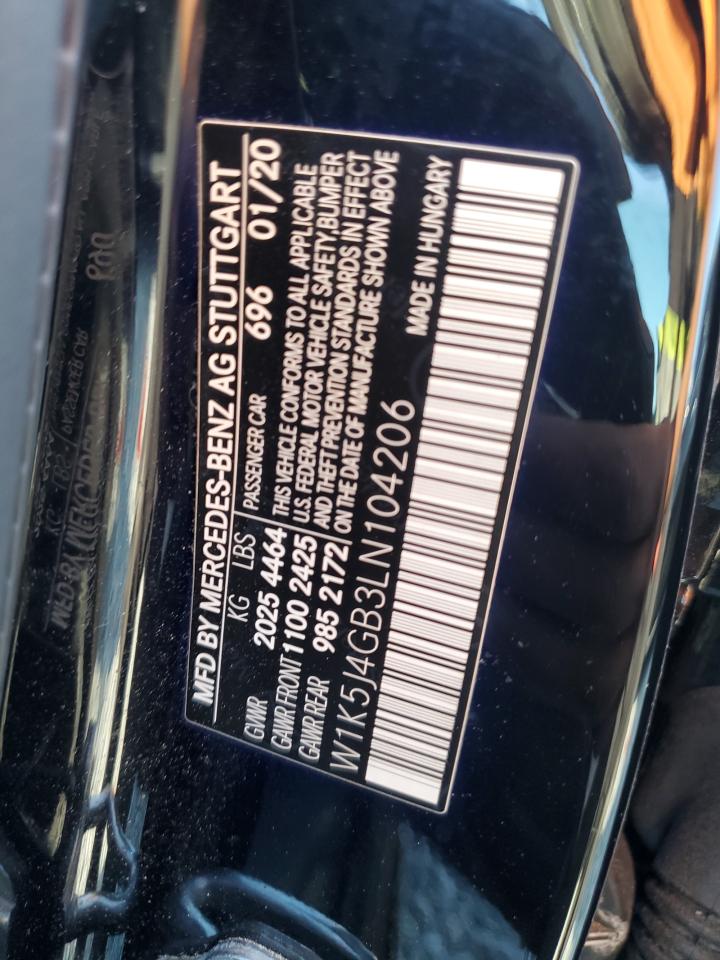 MFD BY MERCEDES-BENZ AG STUTTGART
KG LBS PASSENGER CAR 696 01/20
GVWR 2025 4464 THIS VEHICLE CONFORMS TO ALL APPLICABLE
GAWR FRONT 1100 2425 U.S. FEDERAL MOTOR VEHICLE SAFETY,BUMPER
GAWR REAR 985 2172 AND THEFT PREVENTION STANDARDS IN EFFECT
ON THE DATE OF MANUFACTURE SHOWN ABOVE
W1K5J4GB3LN104206 MADE IN HUNGARY